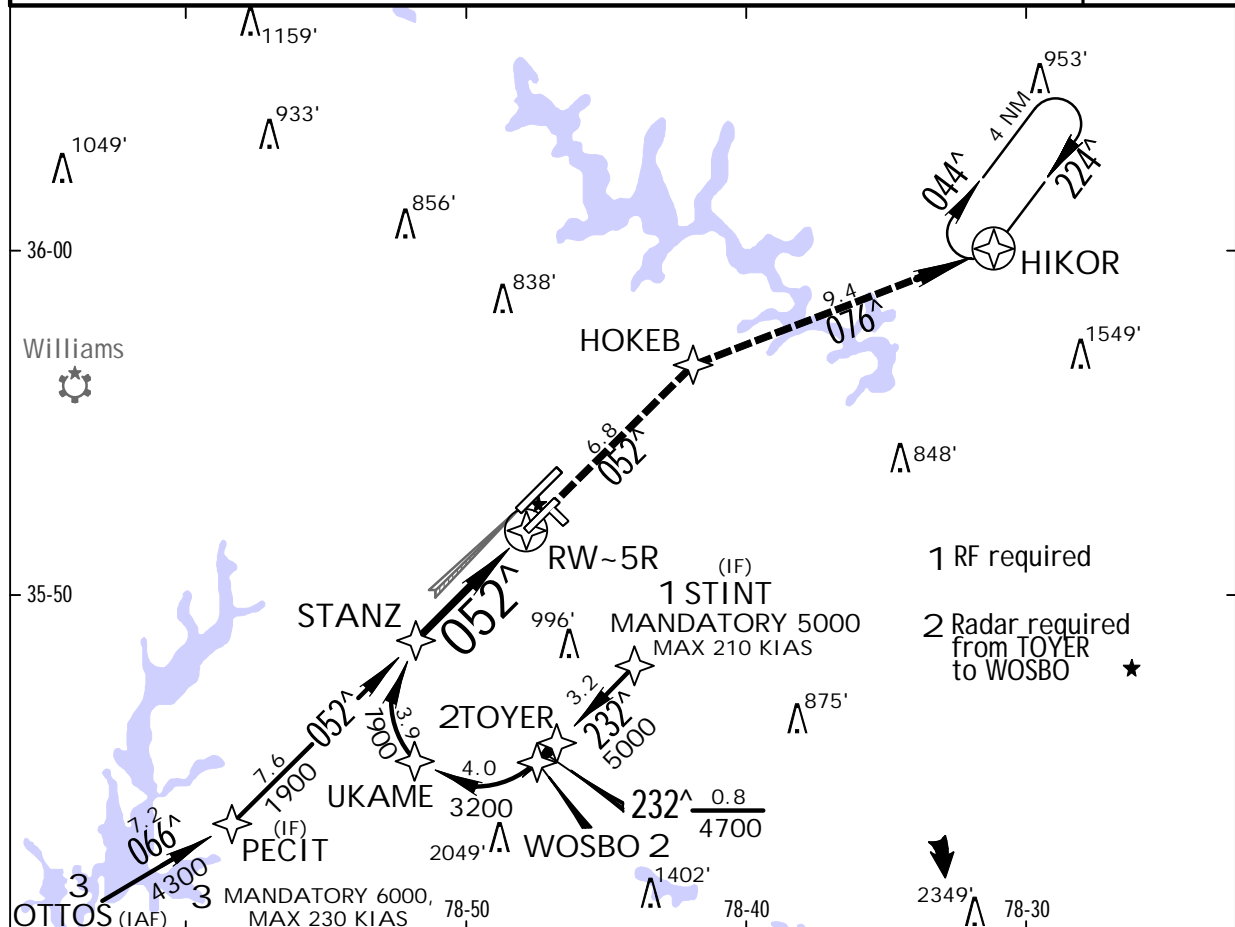 1159'
953'
933'
1049'
4 NM
044^
224^
856'
36-00
HIKOR
838'
9.4
076^
HOKEB
1549'
Williams
6.8
052^
848'
RW~5R
1 RF required
35-50
(IF)
1 STINT
MANDATORY 5000
MAX 210 KIAS
STANZ
052^
996'
2 Radar required
from TOYER
to WOSBO
3.2
232^
5000
875'
2TOYER
3.9
1900
052^
7.6
1900
4.0
3200
UKAME
232^ 0.8
4700
WOSBO 2
(IF)
PECIT
7.2
066^
4300
2049'
1402'
3
OTTOS (IAF)
3 MANDATORY 6000,
MAX 230 KIAS
2349'
78-50
78-40
78-30